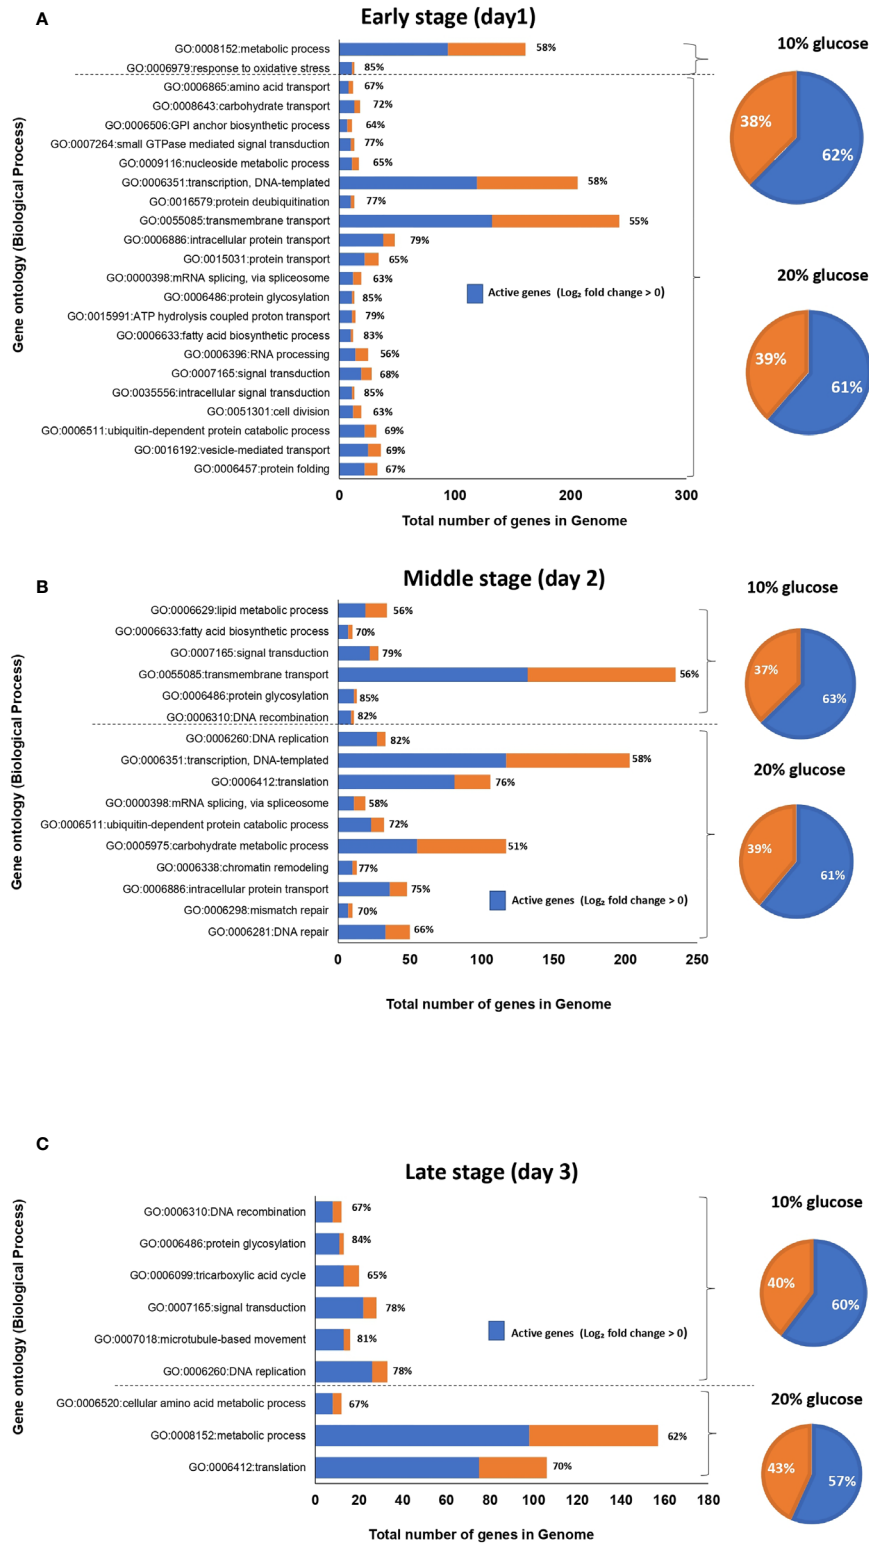 A
Early stage (day1)
Gene ontology (Biological Process)
GO:0008152:metabolic process 58%
GO:0006979:response to oxidative stress 85%
GO:0006865:amino acid transport 67%
GO:0008643:carbohydrate transport 72%
GO:0006506:GPI anchor biosynthetic process 64%
GO:0007264:small GTPase mediated signal transduction 77%
GO:0009116:nucleoside metabolic process 65%
GO:0006351:transcription, DNA-templated 58%
GO:0016579:protein deubiquitination 77%
GO:0055085:transmembrane transport 55%
GO:0006886:intracellular protein transport 79%
GO:0015031:protein transport 65%
GO:0000398:mRNA splicing, via spliceosome 63%
GO:0006486:protein glycosylation 85%
GO:0015991:ATP hydrolysis coupled proton transport 79%
GO:0006633:fatty acid biosynthetic process 83%
GO:0006396:RNA processing 56%
GO:0007165:signal transduction 68%
GO:0035556:intracellular signal transduction 85%
GO:0051301:cell division 63%
GO:0006511:ubiquitin-dependent protein catabolic process 69%
GO:0016192:vesicle-mediated transport 69%
GO:0006457:protein folding 67%
Active genes (Log₂ fold change > 0)
0 100 200 300
Total number of genes in Genome
10% glucose
38%
62%
20% glucose
39%
61%
B
Middle stage (day 2)
Gene ontology (Biological Process)
GO:0006629:lipid metabolic process 56%
GO:0006633:fatty acid biosynthetic process 70%
GO:0007165:signal transduction 79%
GO:0055085:transmembrane transport 56%
GO:0006486:protein glycosylation 85%
GO:0006310:DNA recombination 82%
GO:0006260:DNA replication 82%
GO:0006351:transcription, DNA-templated 58%
GO:0006412:translation 76%
GO:0000398:mRNA splicing, via spliceosome 58%
GO:0006511:ubiquitin-dependent protein catabolic process 72%
GO:0005975:carbohydrate metabolic process 51%
GO:0006338:chromatin remodeling 77%
GO:0006886:intracellular protein transport 75%
GO:0006298:mismatch repair 70%
GO:0006281:DNA repair 66%
Active genes (Log₂ fold change > 0)
0 50 100 150 200 250
Total number of genes in Genome
10% glucose
37%
63%
20% glucose
39%
61%
C
Late stage (day 3)
Gene ontology (Biological Process)
GO:0006310:DNA recombination 67%
GO:0006486:protein glycosylation 84%
GO:0006099:tricarboxylic acid cycle 65%
GO:0007165:signal transduction 78%
GO:0007018:microtubule-based movement 81%
GO:0006260:DNA replication 78%
GO:0006520:cellular amino acid metabolic process 67%
GO:0008152:metabolic process 62%
GO:0006412:translation 70%
Active genes (Log₂ fold change > 0)
0 20 40 60 80 100 120 140 160 180
Total number of genes in Genome
10% glucose
40%
60%
20% glucose
43%
57%